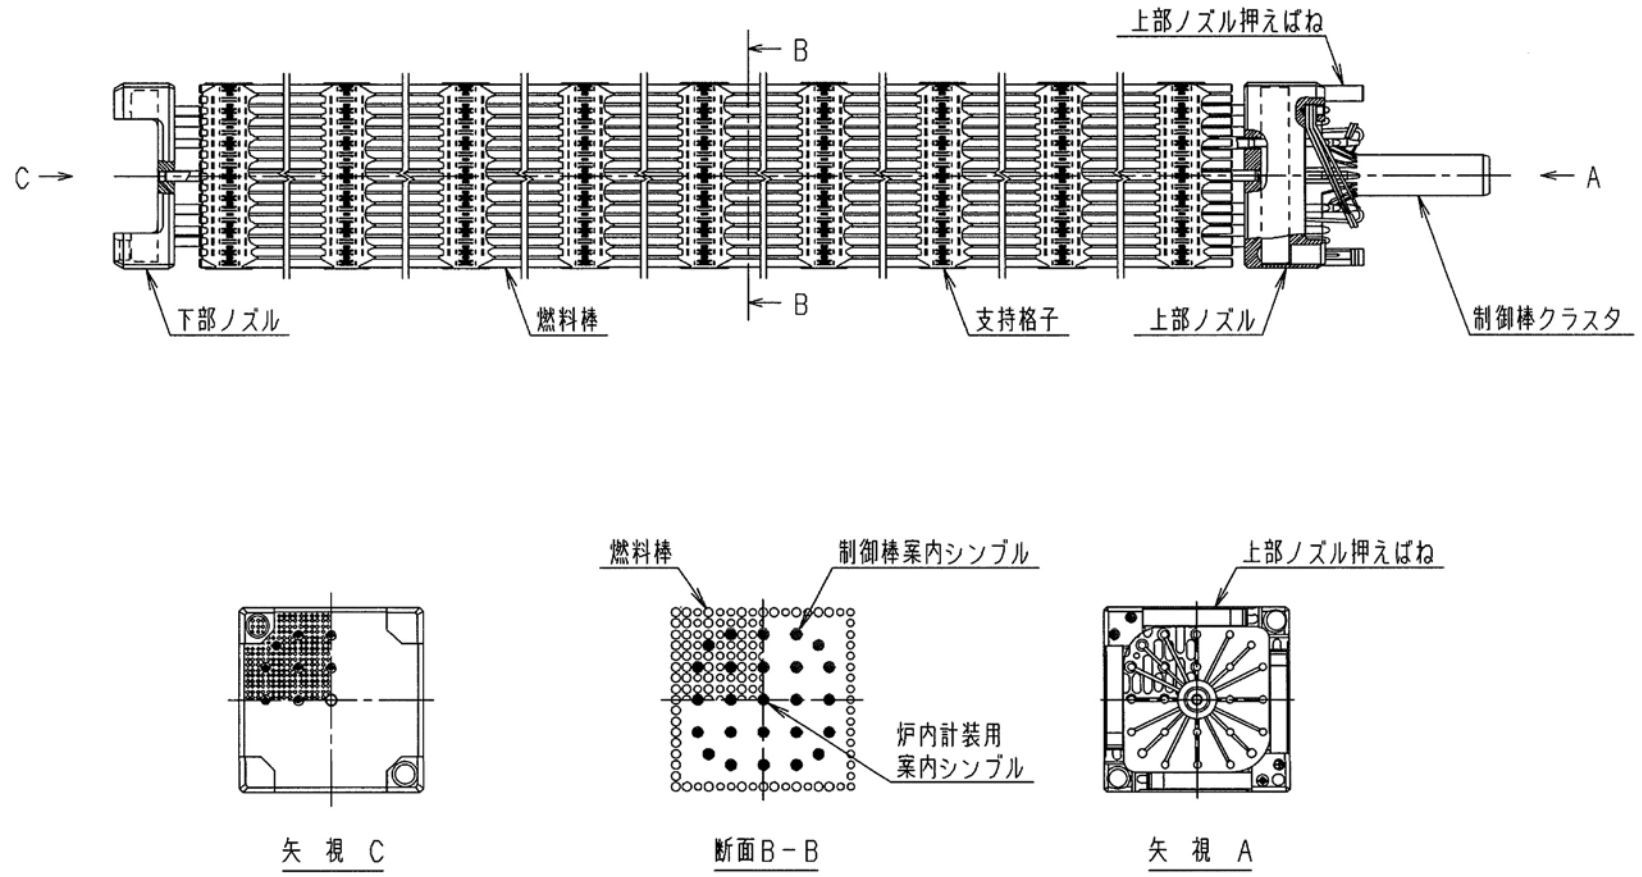 上部ノズル押えばね
B
C
A
B
下部ノズル
燃料棒
支持格子
上部ノズル
制御棒クラスタ
燃料棒
制御棒案内シンブル
上部ノズル押えばね
炉内計装用
案内シンブル
矢視 C
断面B-B
矢視 A